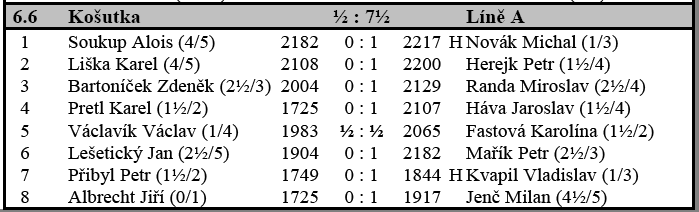 6.6 Košutka ½ : 7½ Líně A
1 Soukup Alois (4/5) 2182 0 : 1 2217 H Novák Michal (1/3)
2 Liška Karel (4/5) 2108 0 : 1 2200 Herejk Petr (1½/4)
3 Bartoníček Zdeněk (2½/3) 2004 0 : 1 2129 Randa Miroslav (2½/4)
4 Pretl Karel (1½/2) 1725 0 : 1 2107 Háva Jaroslav (1½/4)
5 Václavík Václav (1/4) 1983 ½ : ½ 2065 Fastová Karolína (1½/2)
6 Lešetický Jan (2½/5) 1904 0 : 1 2182 Mařík Petr (2½/3)
7 Přibyl Petr (1½/2) 1749 0 : 1 1844 H Kvapil Vladislav (1/3)
8 Albrecht Jiří (0/1) 1725 0 : 1 1917 Jenč Milan (4½/5)